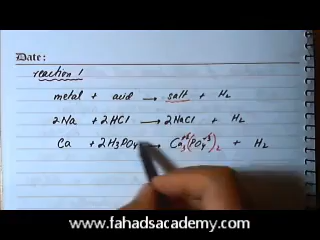 Date:
reaction 1
metal + acid → salt + H₂
2Na + 2HCl → 2NaCl + H₂
Ca + 2H₃PO₄ → Ca₃(PO₄)₂ + H₂
www.fahadsacademy.com